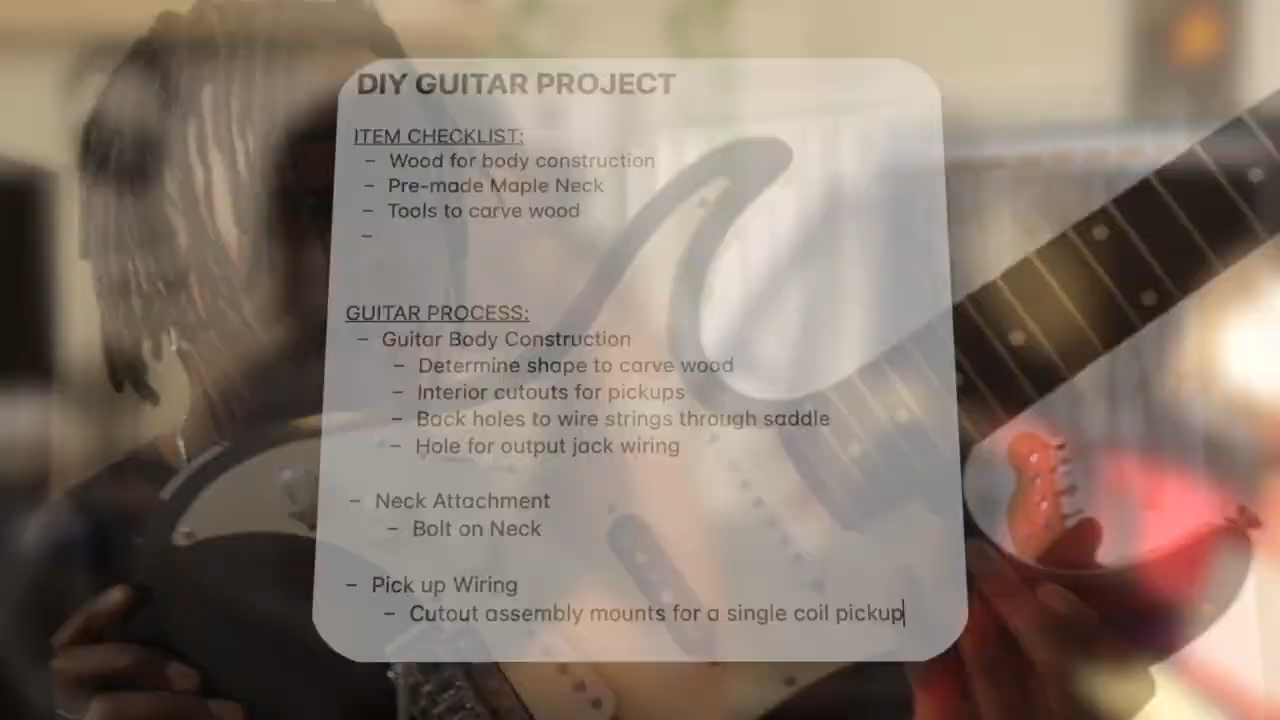 DIY GUITAR PROJECT
ITEM CHECKLIST:
- Wood for body construction
- Pre-made Maple Neck
- Tools to carve wood
-
GUITAR PROCESS:
- Guitar Body Construction
- Determine shape to carve wood
- Interior cutouts for pickups
- Back holes to wire strings through saddle
- Hole for output jack wiring
- Neck Attachment
- Bolt on Neck
- Pick up Wiring
- Cutout assembly mounts for a single coil pickup